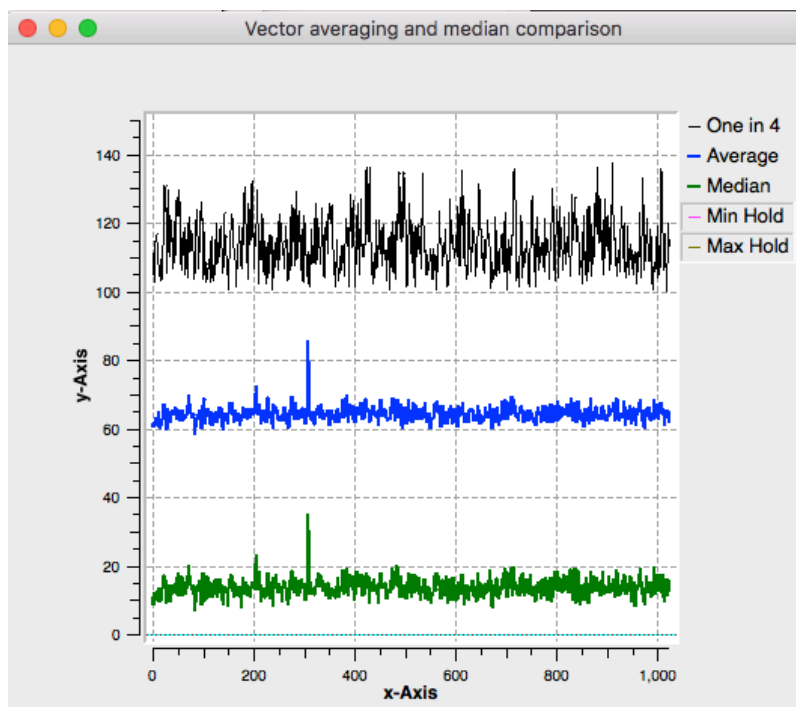 Vector averaging and median comparison
One in 4
Average
Median
Min Hold
Max Hold
y-Axis
140
120
100
80
60
40
20
0
0 200 400 600 800 1,000
x-Axis